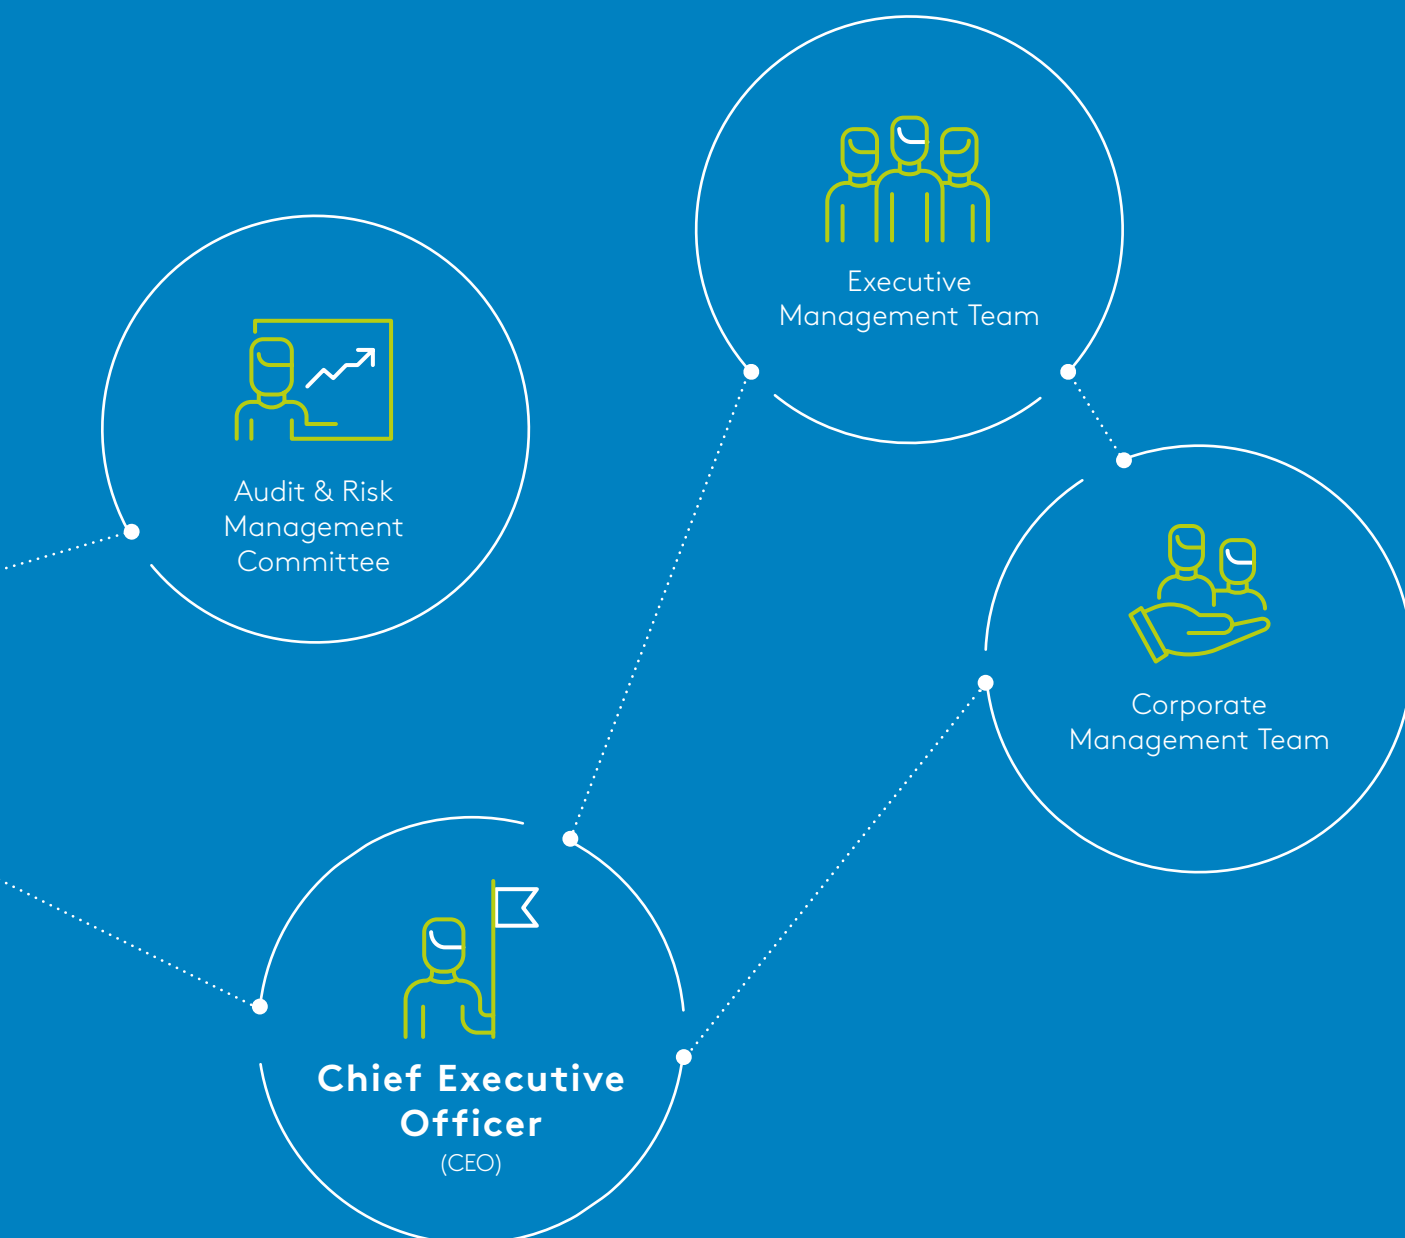 Executive
Management Team
Audit & Risk
Management
Committee
Corporate
Management Team
Chief Executive
Officer
(CEO)